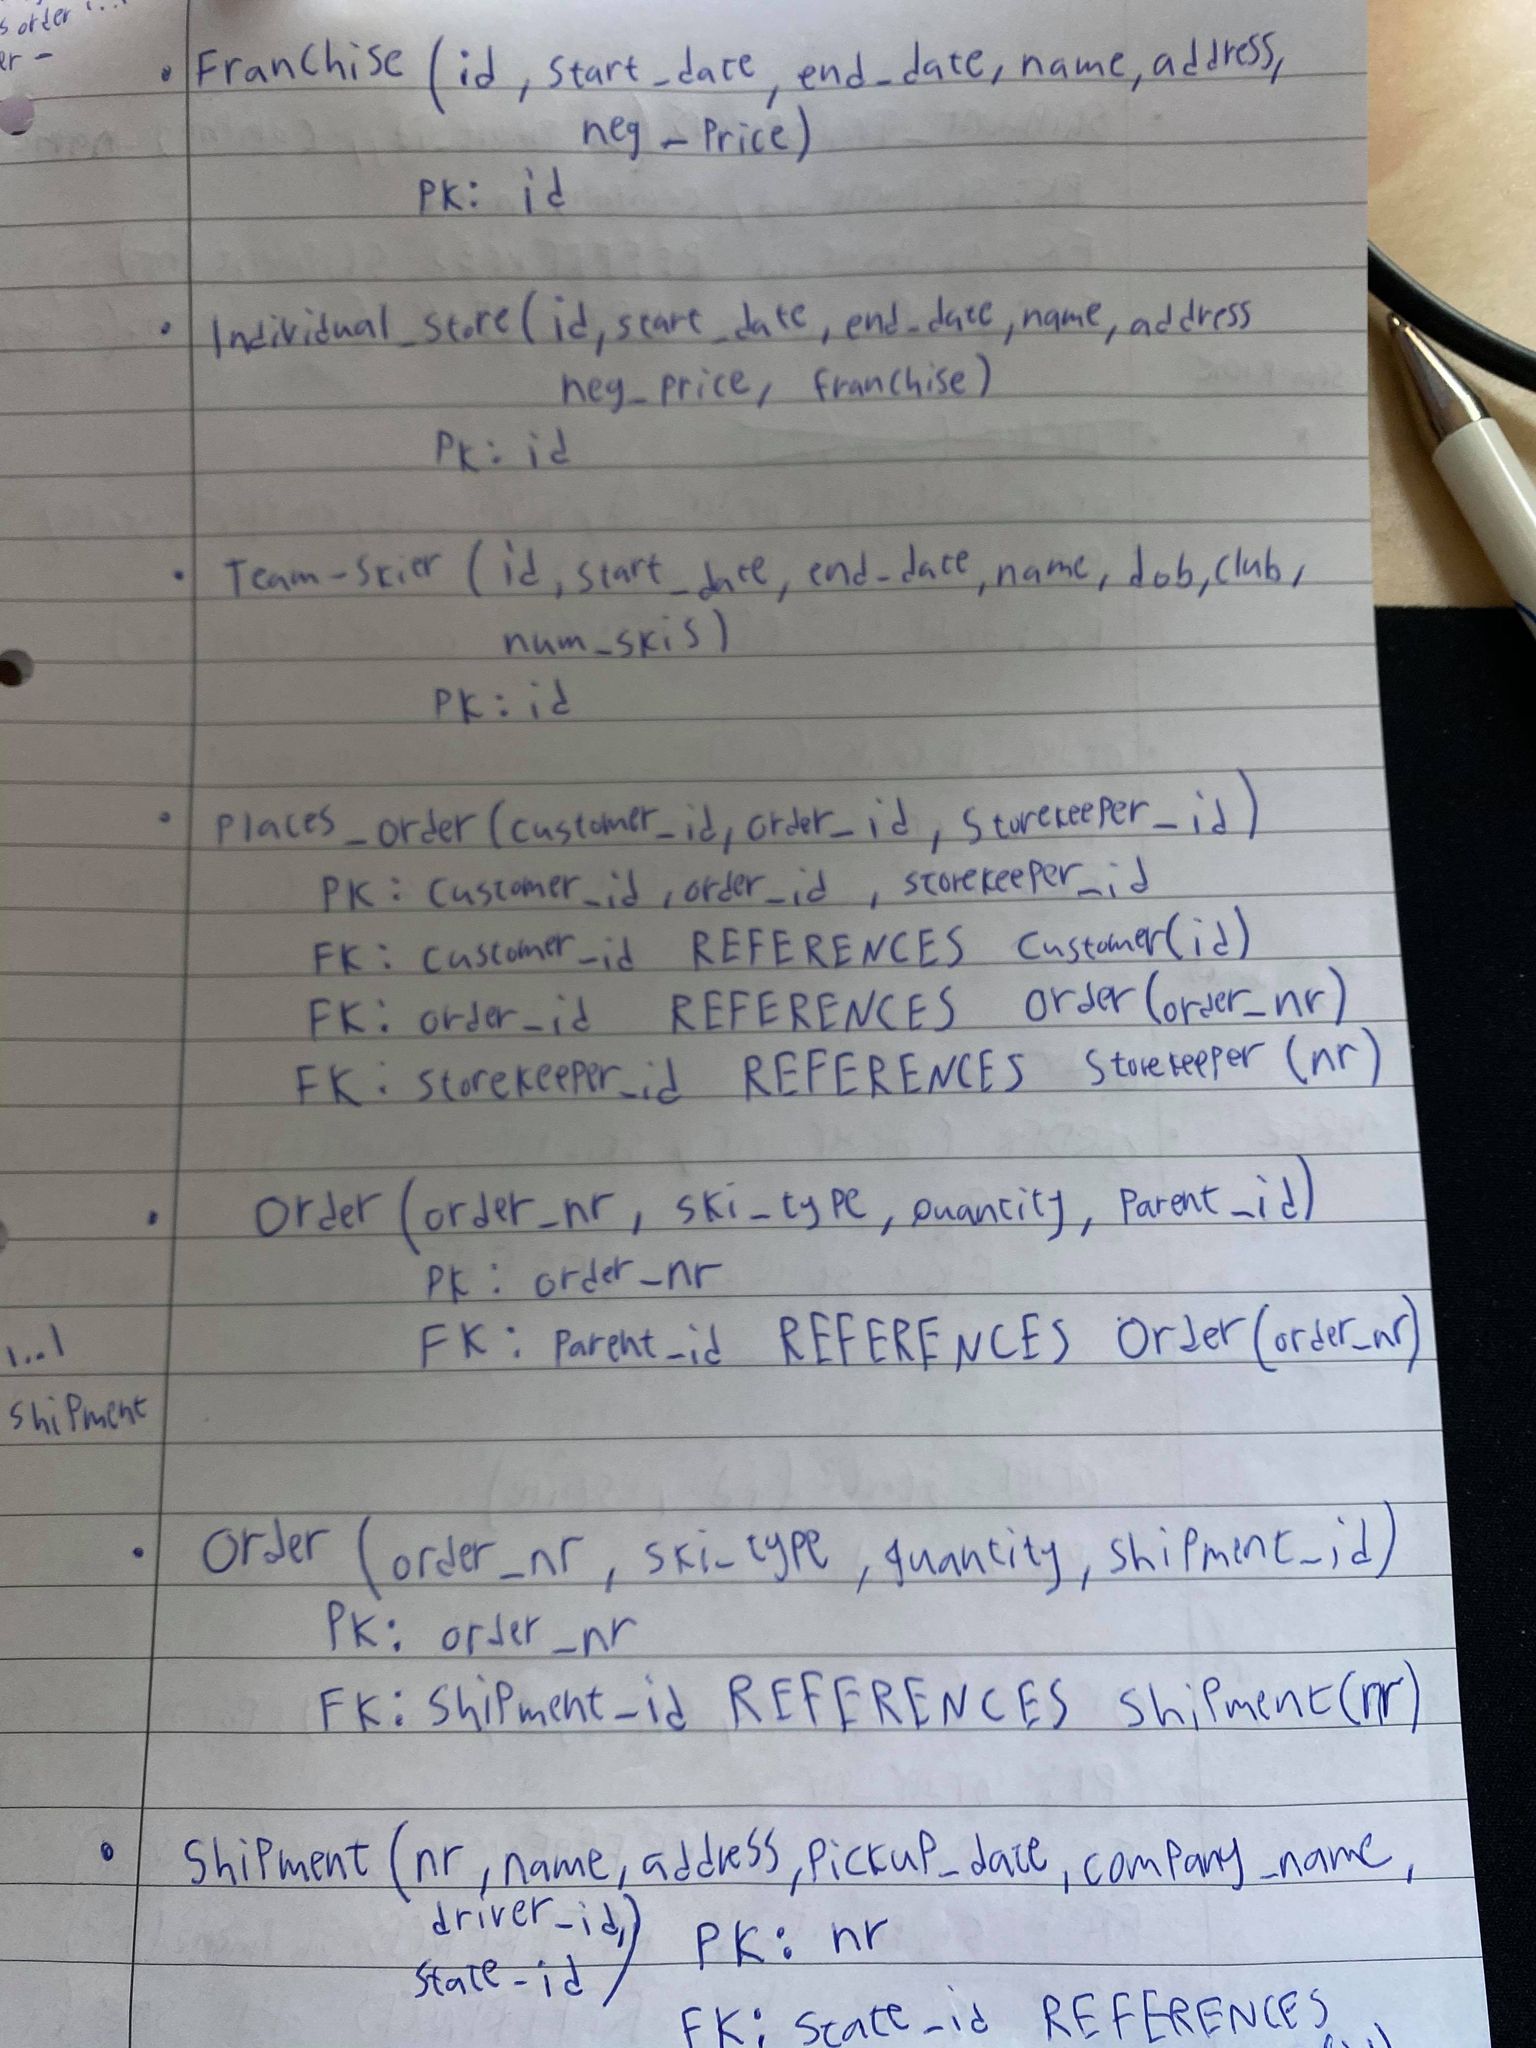 s order 1...
er -
• Franchise (id, start_date, end_date, name, address,
neg_price)
PK: id
• Individual_store(id, start_date, end_date, name, address
neg_price, franchise)
PK: id
• Team-skier (id, start_date, end_date, name, dob, club,
num_skis)
PK: id
• Places_order(customer_id, order_id, storekeeper_id)
PK: customer_id, order_id, storekeeper_id
FK: customer_id REFERENCES Customer(id)
FK: order_id REFERENCES Order(order_nr)
FK: storekeeper_id REFERENCES Storekeeper (nr)
• Order (order_nr, ski_type, quantity, Parent_id)
PK: order_nr
FK: Parent_id REFERENCES Order(order_nr)
1...1
shipment
• Order (order_nr, ski_type, quantity, shipment_id)
PK: order_nr
FK: Shipment_id REFERENCES Shipment(nr)
• Shipment (nr, name, address, pickup_date, company_name,
driver_id,
state_id) PK: nr
FK: state_id REFERENCES